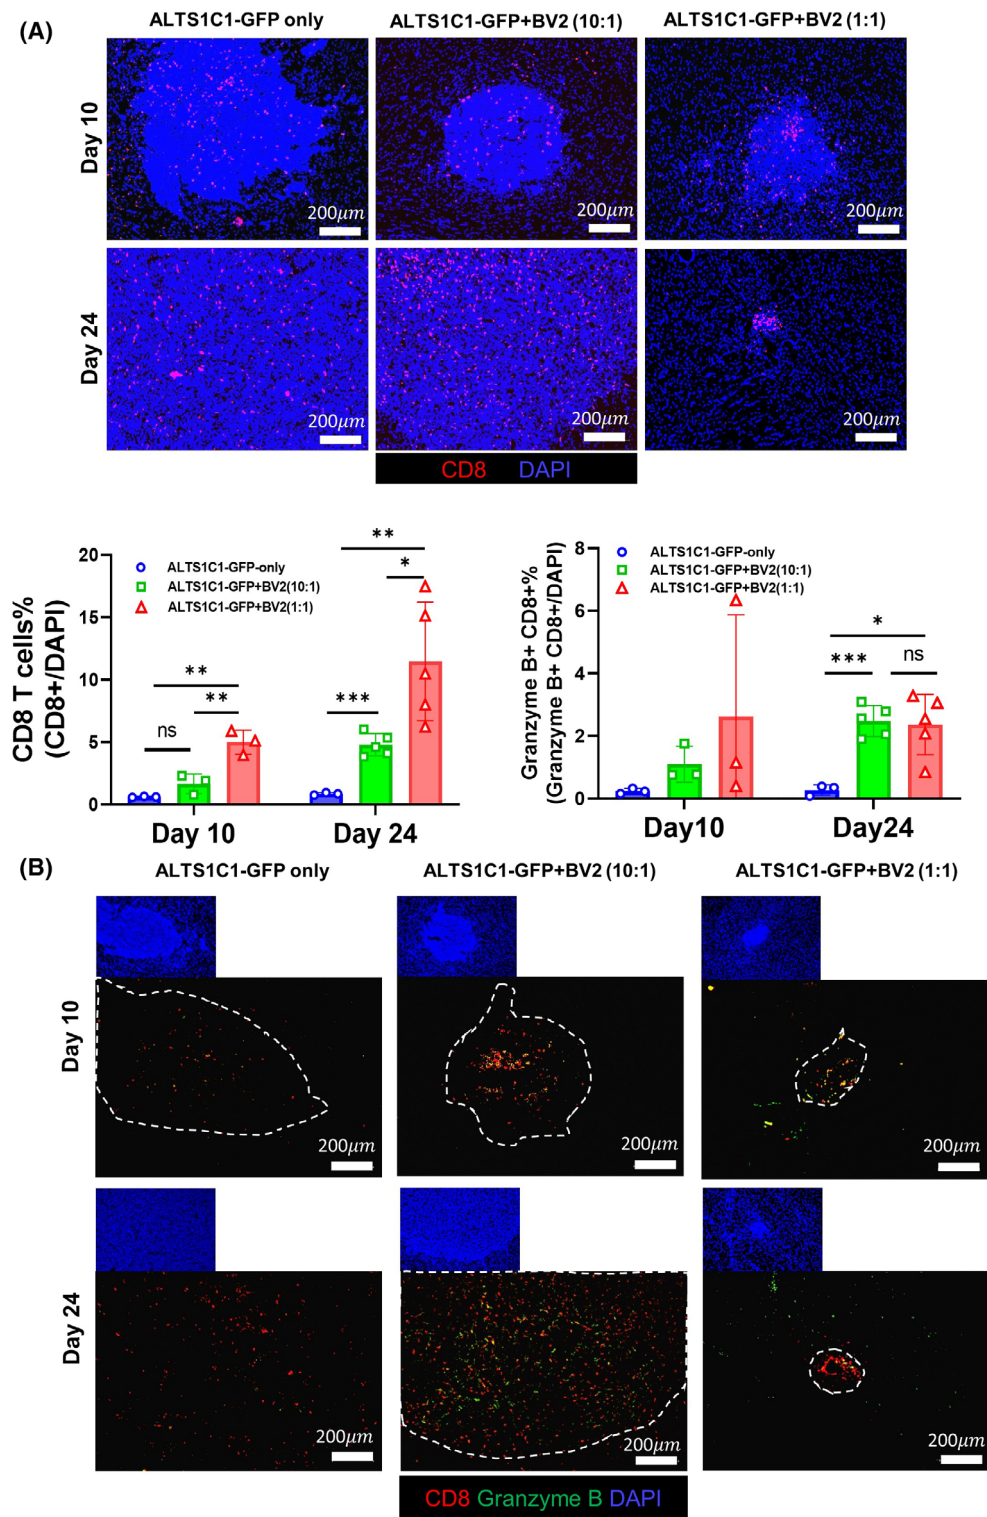 (A)
ALTS1C1-GFP only
ALTS1C1-GFP+BV2 (10:1)
ALTS1C1-GFP+BV2 (1:1)
Day 10
200μm
200μm
200μm
Day 24
200μm
200μm
200μm
CD8 DAPI
CD8 T cells%
(CD8+/DAPI)
20
15
10
5
0
ALTS1C1-GFP-only
ALTS1C1-GFP+BV2(10:1)
ALTS1C1-GFP+BV2(1:1)
**
*
**
**
ns
***
Day 10
Day 24
Granzyme B+ CD8+%
(Granzyme B+ CD8+/DAPI)
8
6
4
2
0
ALTS1C1-GFP-only
ALTS1C1-GFP+BV2(10:1)
ALTS1C1-GFP+BV2(1:1)
*
***
ns
Day10
Day24
(B)
ALTS1C1-GFP only
ALTS1C1-GFP+BV2 (10:1)
ALTS1C1-GFP+BV2 (1:1)
Day 10
200μm
200μm
200μm
Day 24
200μm
200μm
200μm
CD8 Granzyme B DAPI